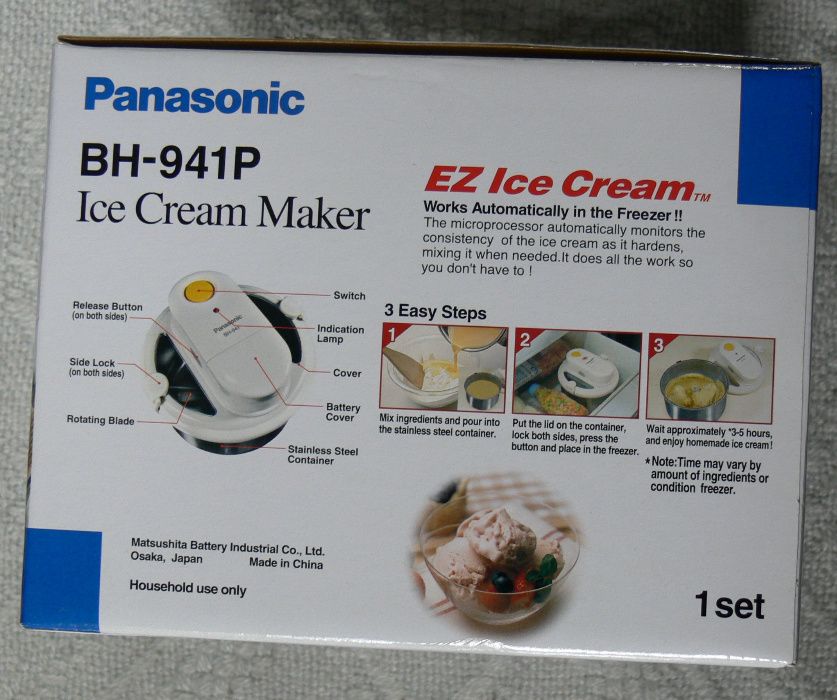 Panasonic
BH-941P
Ice Cream Maker
EZ Ice Cream TM
Works Automatically in the Freezer !!
The microprocessor automatically monitors the
consistency of the ice cream as it hardens,
mixing it when needed.It does all the work so
you don't have to !
Switch
Release Button
(on both sides)
Indication
Lamp
Panasonic
BH-941
Side Lock
(on both sides)
Cover
Battery
Cover
Rotating Blade
Stainless Steel
Container
3 Easy Steps
1
Mix ingredients and pour into
the stainless steel container.
2
Put the lid on the container,
lock both sides, press the
button and place in the freezer.
3
Wait approximately *3-5 hours,
and enjoy homemade ice cream!
*Note:Time may vary by
amount of ingredients or
condition freezer.
Matsushita Battery Industrial Co., Ltd.
Osaka, Japan Made in China
Household use only
1 set